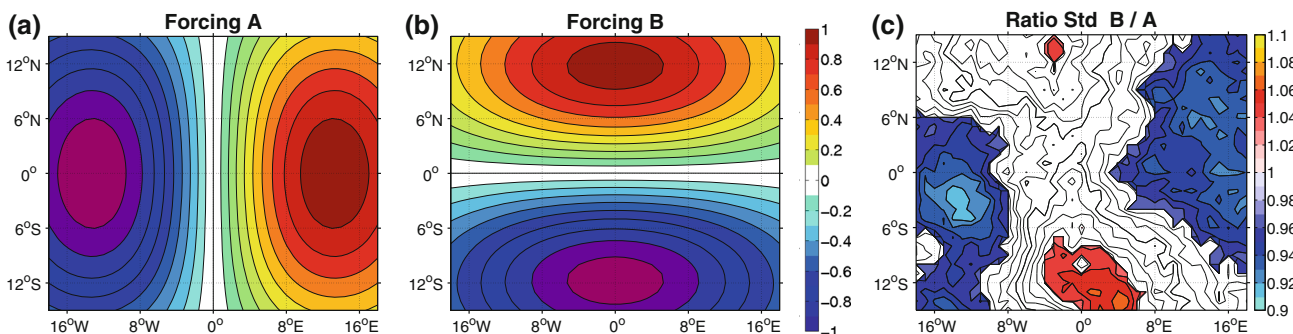 (a) Forcing A
(b) Forcing B
(c) Ratio Std B / A
12°N
6°N
0°
6°S
12°S
16°W 8°W 0° 8°E 16°E
12°N
6°N
0°
6°S
12°S
16°W 8°W 0° 8°E 16°E
1
0.8
0.6
0.4
0.2
0
−0.2
−0.4
−0.6
−0.8
−1
12°N
6°N
0°
6°S
12°S
16°W 8°W 0° 8°E 16°E
1.1
1.08
1.06
1.04
1.02
1
0.98
0.96
0.94
0.92
0.9